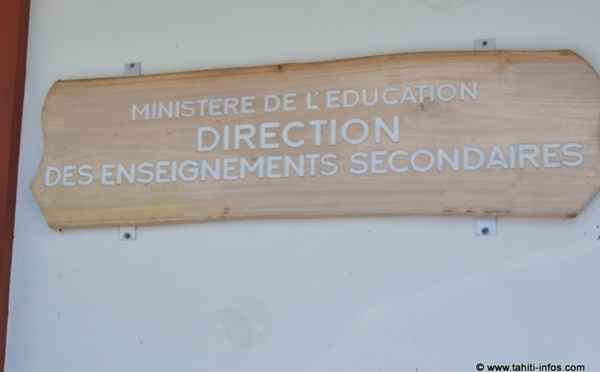 MINISTERE DE L'EDUCATION
DIRECTION
DES ENSEIGNEMENTS SECONDAIRES
© www.tahiti-infos.com